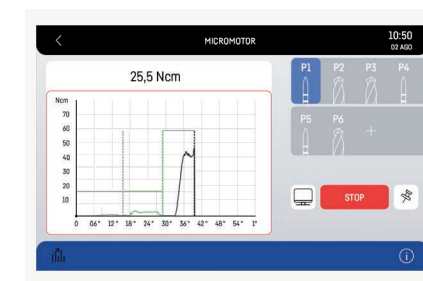 MICROMOTOR
10:50
02 AGO
25,5 Ncm
P1 P2 P3 P4
P5 P6
Ncm
70
60
50
40
30
20
10
0 06" 12" 18" 24" 30" 36" 42" 48" 54" 1"
STOP